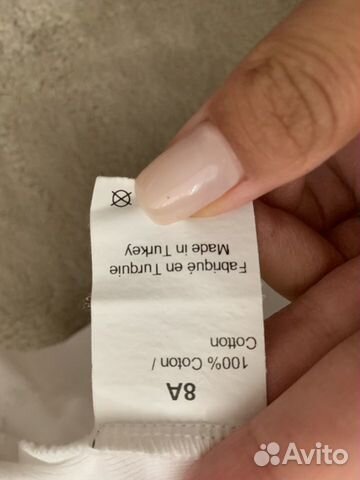 8A
100% Coton /
Cotton
Fabriqué en Turquie
Made in Turkey
Avito